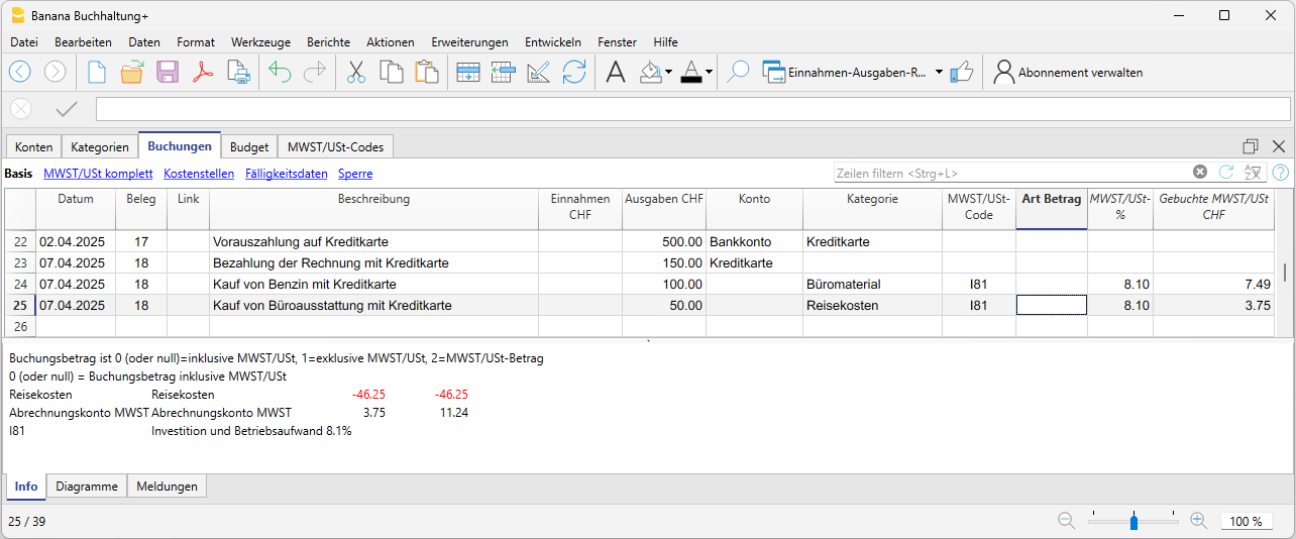 Banana Buchhaltung+
Datei Bearbeiten Daten Format Werkzeuge Berichte Aktionen Erweiterungen Entwickeln Fenster Hilfe
Einnahmen-Ausgaben-R... Abonnement verwalten
Konten Kategorien Buchungen Budget MWST/USt-Codes
Basis MWST/USt komplett Kostenstellen Fälligkeitsdaten Sperre Zeilen filtern <Strg+L>
Datum Beleg Link Beschreibung Einnahmen CHF Ausgaben CHF Konto Kategorie MWST/USt-Code Art Betrag MWST/USt-% Gebuchte MWST/USt CHF
22 02.04.2025 17 Vorauszahlung auf Kreditkarte 500.00 Bankkonto Kreditkarte
23 07.04.2025 18 Bezahlung der Rechnung mit Kreditkarte 150.00 Kreditkarte
24 07.04.2025 18 Kauf von Benzin mit Kreditkarte 100.00 Büromaterial I81 8.10 7.49
25 07.04.2025 18 Kauf von Büroausstattung mit Kreditkarte 50.00 Reisekosten I81 8.10 3.75
26
Buchungsbetrag ist 0 (oder null)=inklusive MWST/USt, 1=exklusive MWST/USt, 2=MWST/USt-Betrag
0 (oder null) = Buchungsbetrag inklusive MWST/USt
Reisekosten Reisekosten -46.25 -46.25
Abrechnungskonto MWST Abrechnungskonto MWST 3.75 11.24
I81 Investition und Betriebsaufwand 8.1%
Info Diagramme Meldungen
25 / 39 100 %